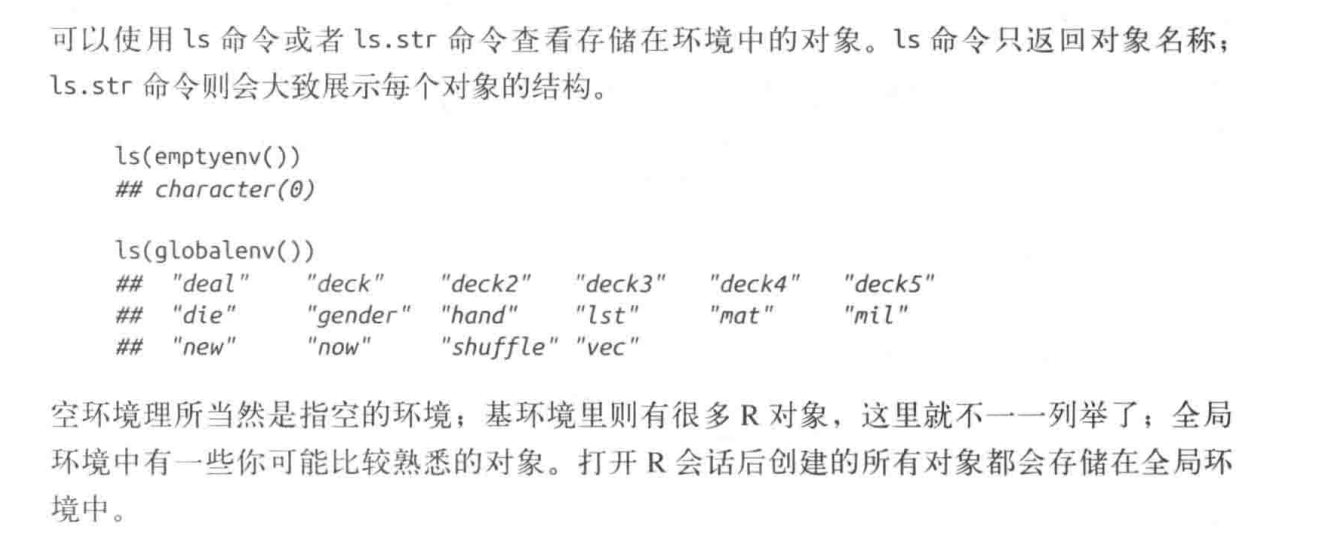 可以使用 ls 命令或者 ls.str 命令查看存储在环境中的对象。ls 命令只返回对象名称；
ls.str 命令则会大致展示每个对象的结构。
ls(emptyenv())
## character(0)
ls(globalenv())
## "deal" "deck" "deck2" "deck3" "deck4" "deck5"
## "die" "gender" "hand" "lst" "mat" "mil"
## "new" "now" "shuffle" "vec"
空环境理所当然是指空的环境；基环境里则有很多 R 对象，这里就不一一列举了；全局
环境中有一些你可能比较熟悉的对象。打开 R 会话后创建的所有对象都会存储在全局环
境中。